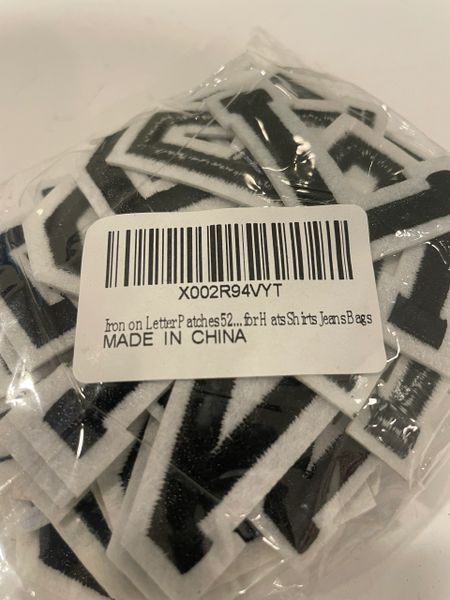 X002R94VYT
Iron on Letter Patches 52...for Hats Shirts Jeans Bags
MADE IN CHINA